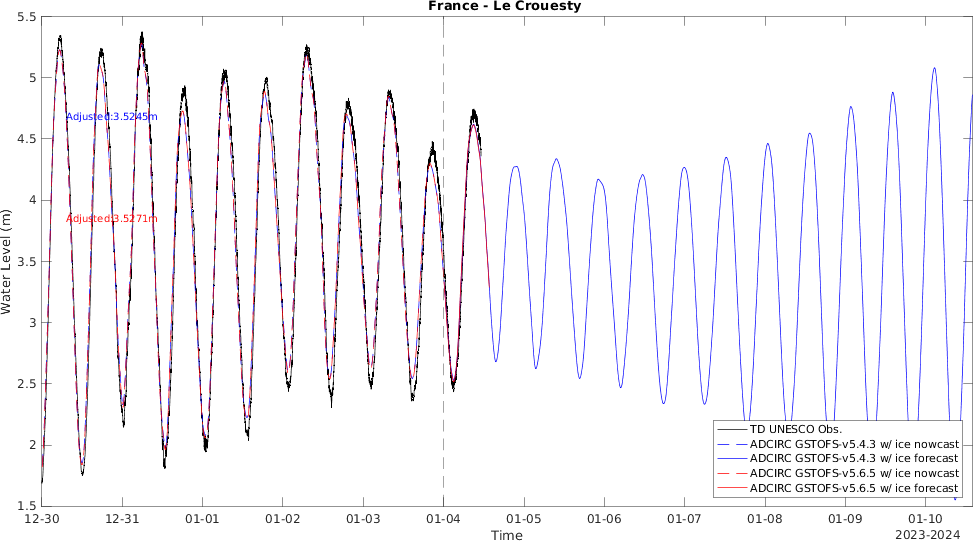 France - Le Crouesty
5.5
5
4.5
4
3.5
3
2.5
2
1.5
Water Level (m)
Adjusted:3.5245m
Adjusted:3.5271m
TD UNESCO Obs.
ADCIRC GSTOFS-v5.4.3 w/ ice nowcast
ADCIRC GSTOFS-v5.4.3 w/ ice forecast
ADCIRC GSTOFS-v5.6.5 w/ ice nowcast
ADCIRC GSTOFS-v5.6.5 w/ ice forecast
12-30 12-31 01-01 01-02 01-03 01-04 01-05 01-06 01-07 01-08 01-09 01-10
Time
2023-2024